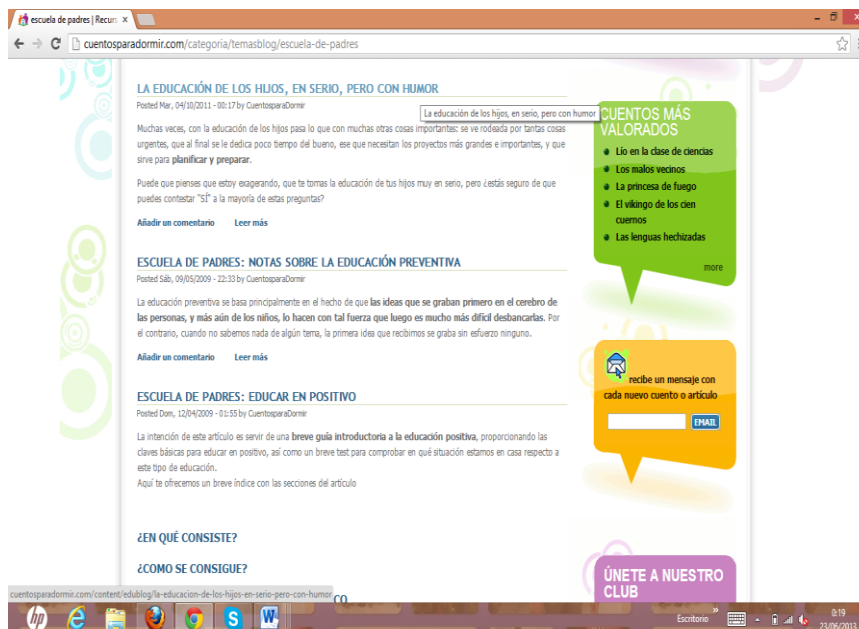 escuela de padres | Recurs
cuentosparadormir.com/categoria/temasblog/escuela-de-padres
LA EDUCACIÓN DE LOS HIJOS, EN SERIO, PERO CON HUMOR
Posted Mar, 04/10/2011 - 00:17 by CuentosparaDormir
La educación de los hijos, en serio, pero con humor
Muchas veces, con la educación de los hijos pasa lo que con muchas otras cosas importantes: se ve rodeada por tantas cosas
urgentes, que al final se le dedica poco tiempo del bueno, ese que necesitan los proyectos más grandes e importantes, y que
sirve para planificar y preparar.
Puede que pienses que estoy exagerando, que te tomas la educación de tus hijos muy en serio, pero ¿estás seguro de que
puedes contestar "SÍ" a la mayoría de estas preguntas?
Añadir un comentario Leer más
ESCUELA DE PADRES: NOTAS SOBRE LA EDUCACIÓN PREVENTIVA
Posted Sáb, 09/05/2009 - 22:33 by CuentosparaDormir
La educación preventiva se basa principalmente en el hecho de que las ideas que se graban primero en el cerebro de
las personas, y más aún de los niños, lo hacen con tal fuerza que luego es mucho más difícil desbancarlas. Por
el contrario, cuando no sabemos nada de algún tema, la primera idea que recibimos se graba sin esfuerzo ninguno.
Añadir un comentario Leer más
ESCUELA DE PADRES: EDUCAR EN POSITIVO
Posted Dom, 12/04/2009 - 01:55 by CuentosparaDormir
La intención de este artículo es servir de una breve guía introductoria a la educación positiva, proporcionando las
claves básicas para educar en positivo, así como un breve test para comprobar en qué situación estamos en casa respecto a
este tipo de educación.
Aquí te ofrecemos un breve índice con las secciones del artículo
¿EN QUÉ CONSISTE?
¿COMO SE CONSIGUE?
CO
CUENTOS MÁS
VALORADOS
Lío en la clase de ciencias
Los malos vecinos
La princesa de fuego
El vikingo de los cien
cuernos
Las lenguas hechizadas
more
recibe un mensaje con
cada nuevo cuento o artículo
EMAIL
ÚNETE A NUESTRO
CLUB
cuentosparadormir.com/content/edublog/la-educacion-de-los-hijos-en-serio-pero-con-humor
hp
Escritorio
0:19
23/06/2013